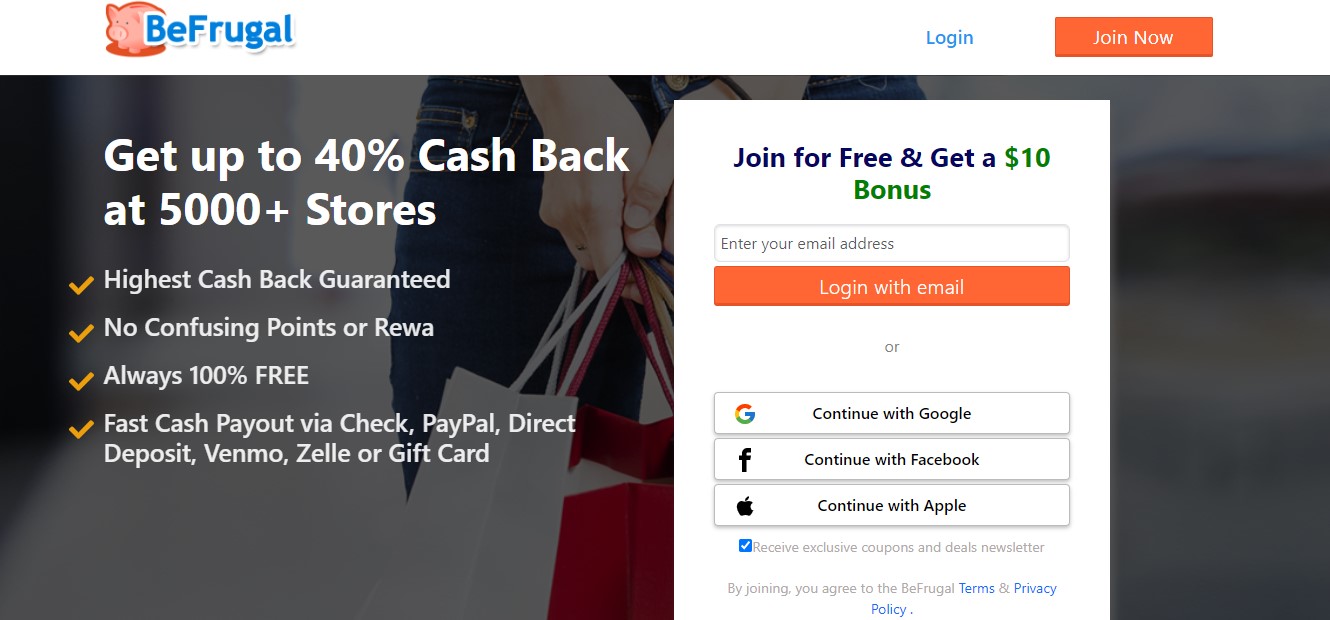 BeFrugal
Login
Join Now
Get up to 40% Cash Back
at 5000+ Stores
Highest Cash Back Guaranteed
No Confusing Points or Rewa
Always 100% FREE
Fast Cash Payout via Check, PayPal, Direct
Deposit, Venmo, Zelle or Gift Card
Join for Free & Get a $10
Bonus
Enter your email address
Login with email
or
Continue with Google
Continue with Facebook
Continue with Apple
Receive exclusive coupons and deals newsletter
By joining, you agree to the BeFrugal Terms & Privacy
Policy .